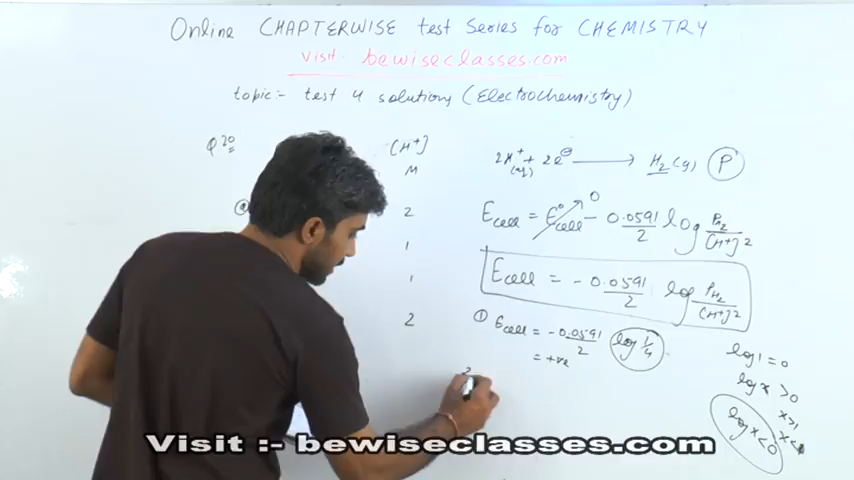 Online CHAPTERWISE test Series for CHEMISTRY
visit:- bewiseclasses.com
topic:- test 4 solutions (Electrochemistry)
Q 20
[H+]
M
2H+ + 2e⊖ ⟶ H2(g) P
(aq)
a 2
1
1
2
Ecell = E°cell 0 - 0.0591/2 log PH2/[H+]2
Ecell = - 0.0591/2 log PH2/[H+]2
① Ecell = - 0.0591/2 log 1/4
= +ve
2
log 1 = 0
log x > 0
x > 1
log x < 0
Visit :- bewiseclasses.com